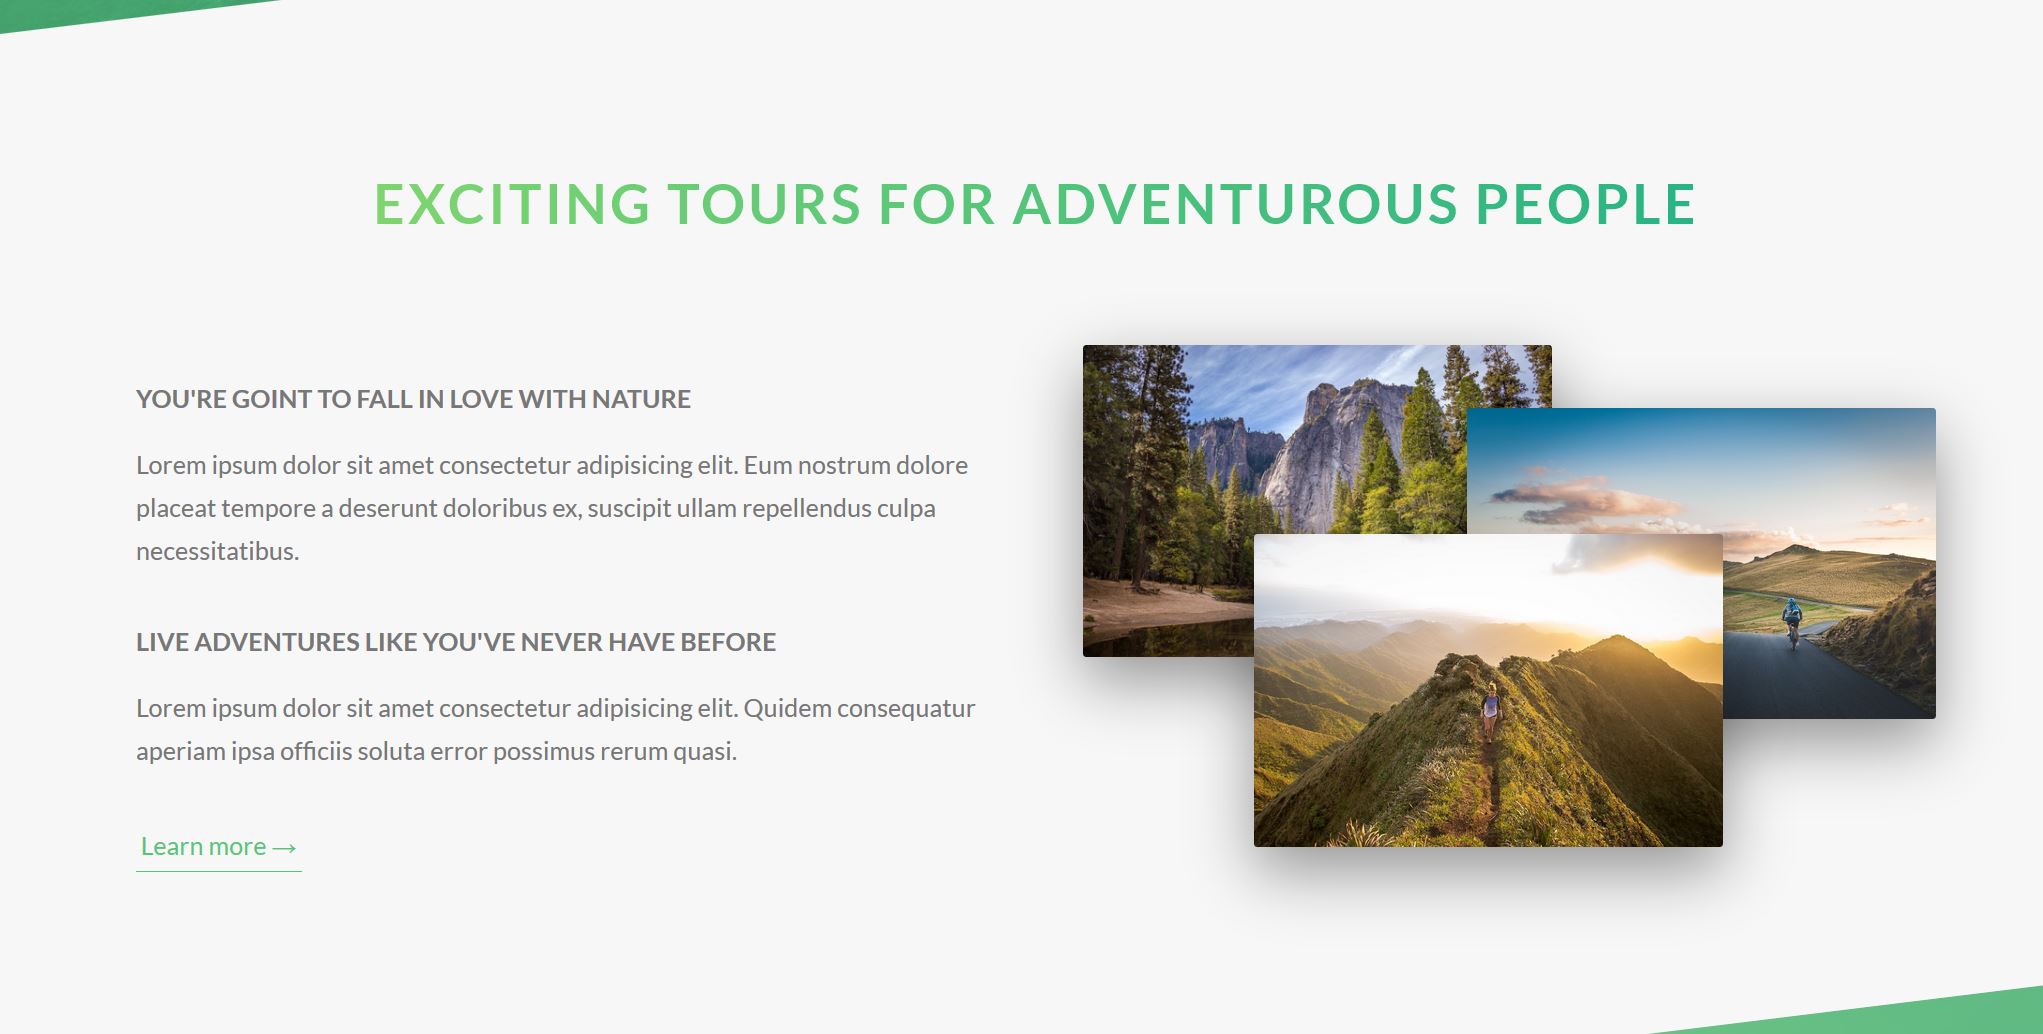 EXCITING TOURS FOR ADVENTUROUS PEOPLE
YOU'RE GOINT TO FALL IN LOVE WITH NATURE
Lorem ipsum dolor sit amet consectetur adipisicing elit. Eum nostrum dolore
placeat tempore a deserunt doloribus ex, suscipit ullam repellendus culpa
necessitatibus.
LIVE ADVENTURES LIKE YOU'VE NEVER HAVE BEFORE
Lorem ipsum dolor sit amet consectetur adipisicing elit. Quidem consequatur
aperiam ipsa officiis soluta error possimus rerum quasi.
Learn more →